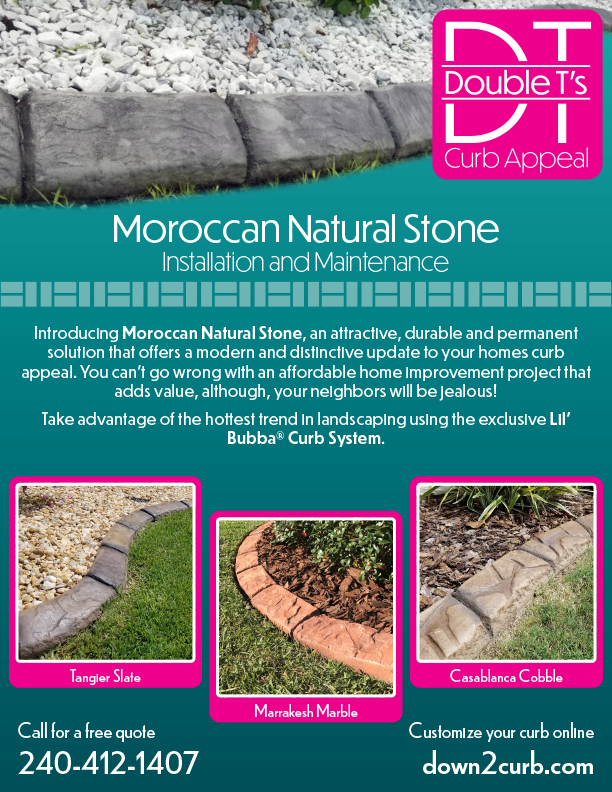 DT
Double T's
Curb Appeal
Moroccan Natural Stone
Installation and Maintenance
Introducing Moroccan Natural Stone, an attractive, durable and permanent
solution that offers a modern and distinctive update to your homes curb
appeal. You can't go wrong with an affordable home improvement project that
adds value, although, your neighbors will be jealous!
Take advantage of the hottest trend in landscaping using the exclusive Lil'
Bubba® Curb System.
Tangier Slate
Marrakesh Marble
Casablanca Cobble
Call for a free quote
240-412-1407
Customize your curb online
down2curb.com